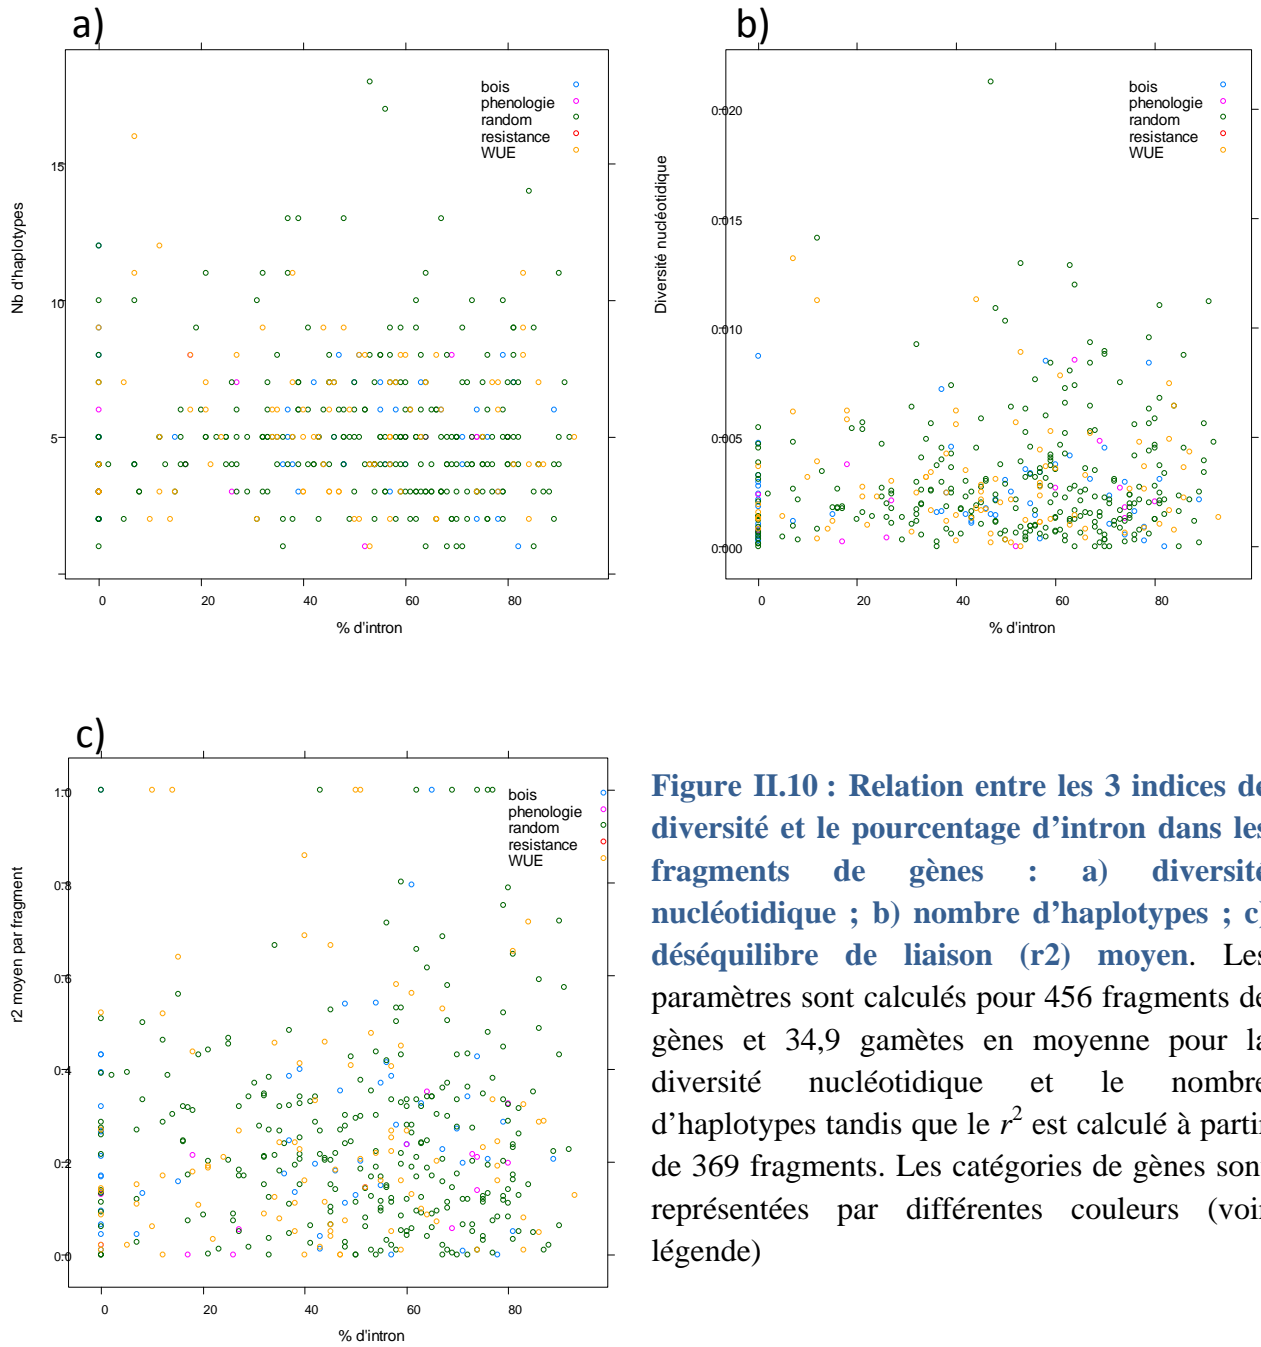 a)
Nb d'haplotypes
15
10
5
bois
phenologie
random
resistance
WUE
0 20 40 60 80
% d'intron
b)
Diversité nucléotidique
0.020
0.015
0.010
0.005
0.000
bois
phenologie
random
resistance
WUE
0 20 40 60 80
% d'intron
c)
r2 moyen par fragment
1.0
0.8
0.6
0.4
0.2
0.0
bois
phenologie
random
resistance
WUE
0 20 40 60 80
% d'intron
Figure II.10 : Relation entre les 3 indices de
diversité et le pourcentage d'intron dans les
fragments de gènes : a) diversité
nucléotidique ; b) nombre d'haplotypes ; c)
déséquilibre de liaison (r2) moyen. Les
paramètres sont calculés pour 456 fragments de
gènes et 34,9 gamètes en moyenne pour la
diversité nucléotidique et le nombre
d'haplotypes tandis que le r² est calculé à partir
de 369 fragments. Les catégories de gènes sont
représentées par différentes couleurs (voir
légende)